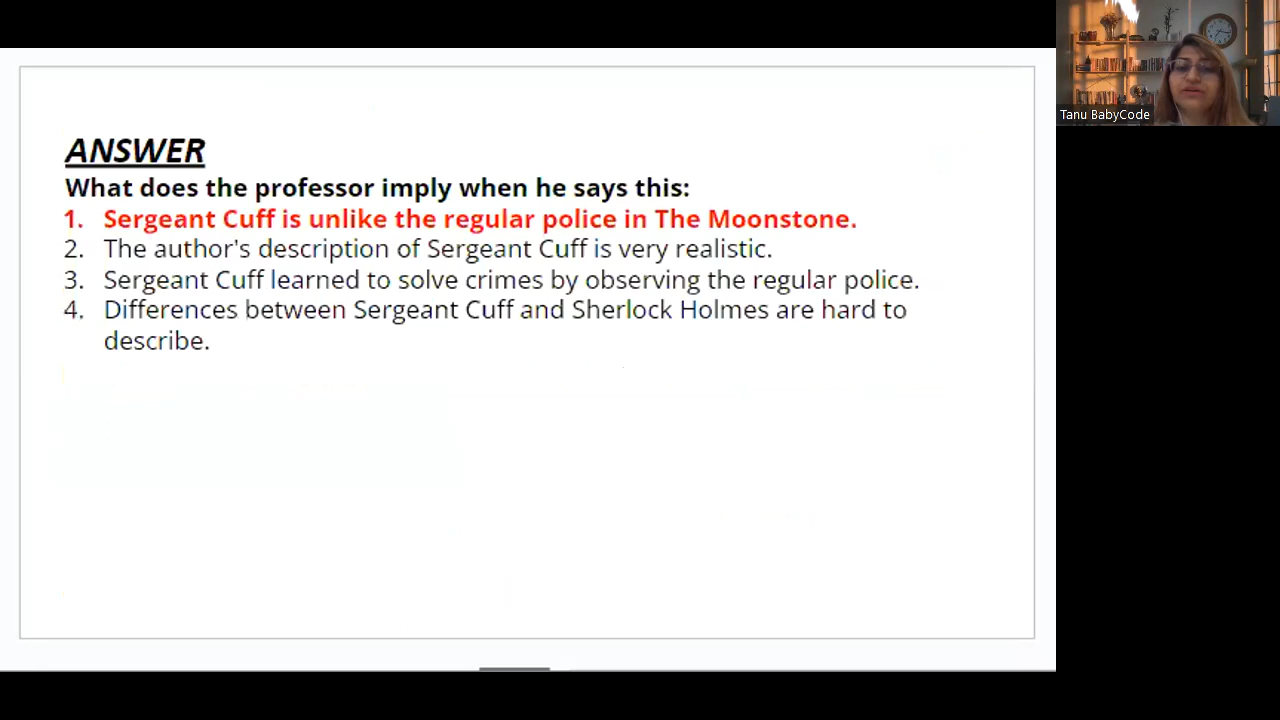 ANSWER
What does the professor imply when he says this:
1. Sergeant Cuff is unlike the regular police in The Moonstone.
2. The author's description of Sergeant Cuff is very realistic.
3. Sergeant Cuff learned to solve crimes by observing the regular police.
4. Differences between Sergeant Cuff and Sherlock Holmes are hard to
describe.
Tanu BabyCode